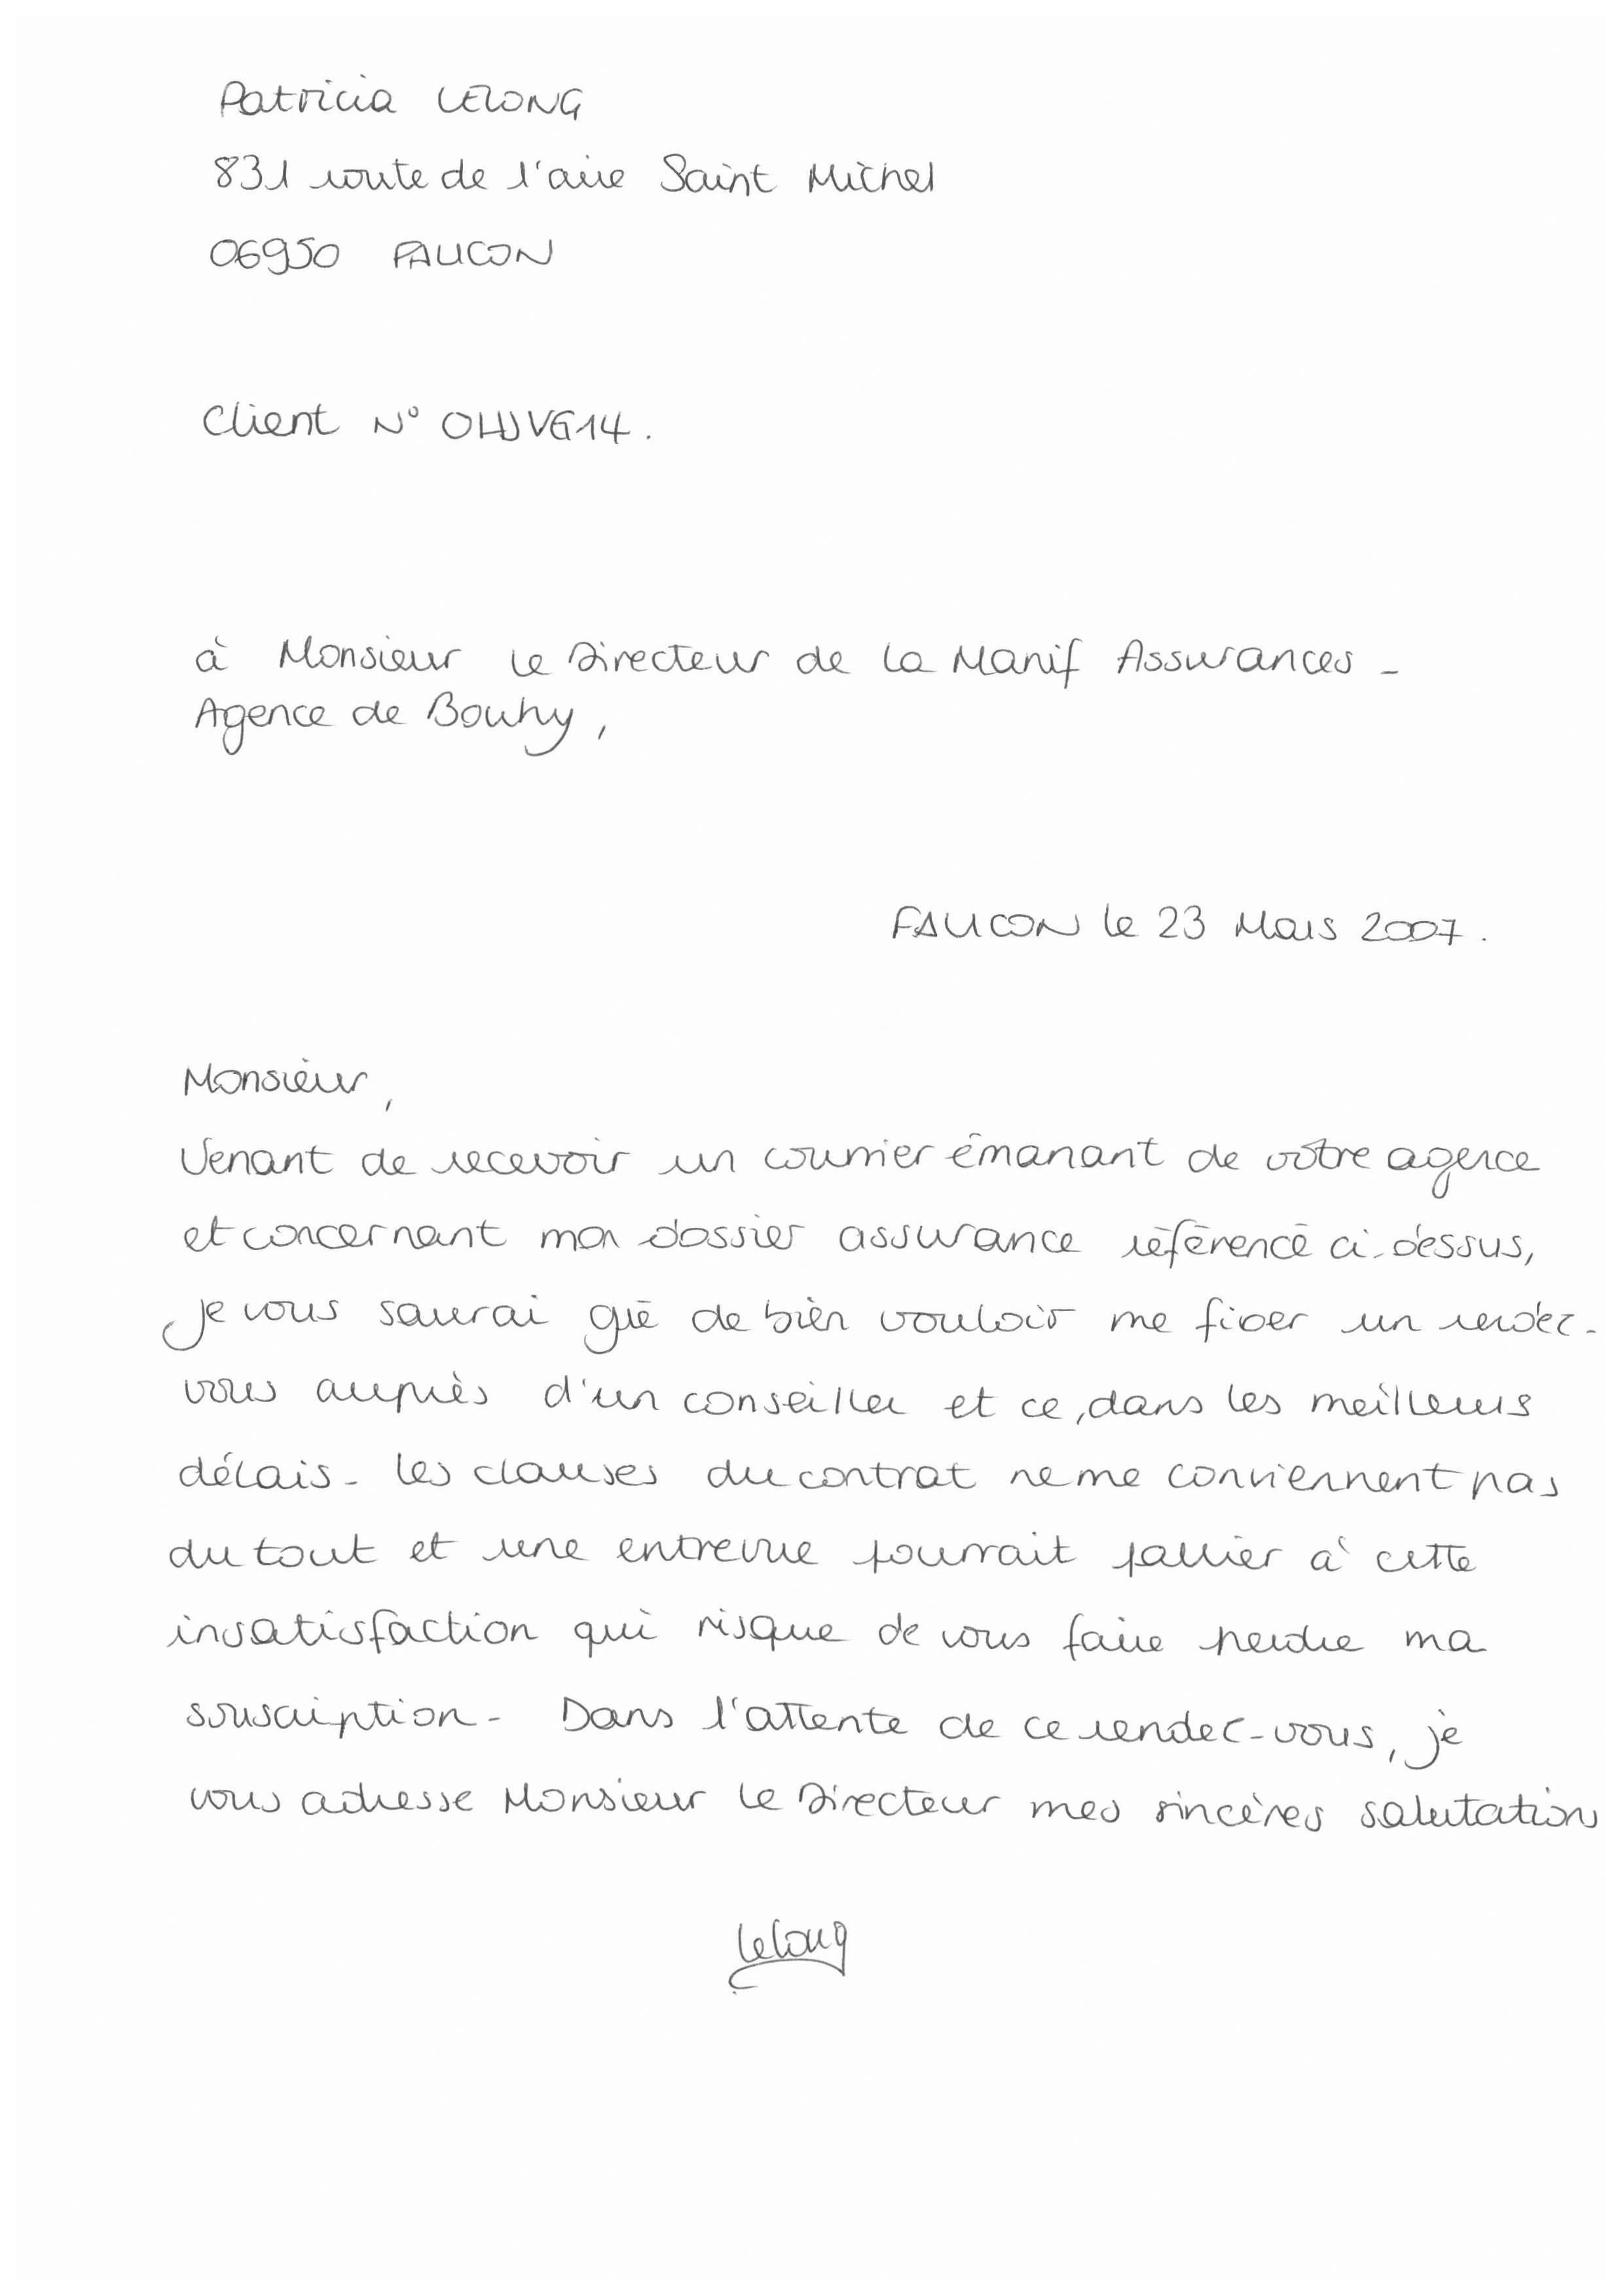 Patricia LELONG
831 route de l'aire Saint Michel
06950 FAUCON
Client N° OHJVG14.
à Monsieur le Directeur de la Manif Assurances -
Agence de Bouhy,
FAUCON le 23 Mars 2007.
Monsieur,
Venant de recevoir un courrier émanant de votre agence
et concernant mon dossier assurance référencé ci-dessus,
je vous saurai gré de bien vouloir me fixer un rendez-
vous auprès d'un conseiller et ce, dans les meilleurs
délais - les clauses du contrat ne me conviennent pas
du tout et une entrevue pourrait pallier à cette
insatisfaction qui risque de vous faire perdre ma
souscription - Dans l'attente de ce rendez-vous, je
vous adresse Monsieur le Directeur mes sincères salutations
Lelong